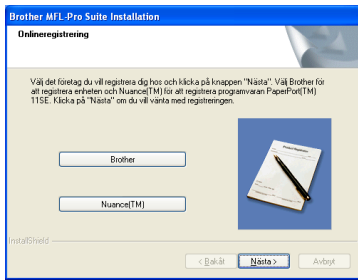 Brother MFL-Pro Suite Installation
Onlineregistrering
Välj det företag du vill registrera dig hos och klicka på knappen "Nästa". Välj Brother för
att registrera enheten och Nuance(TM) för att registrera programvaran PaperPort(TM)
11SE. Klicka på "Nästa" om du vill vänta med registreringen.
Product Registration
Brother
Nuance(TM)
InstallShield
< Bakåt
Nästa >
Avbryt